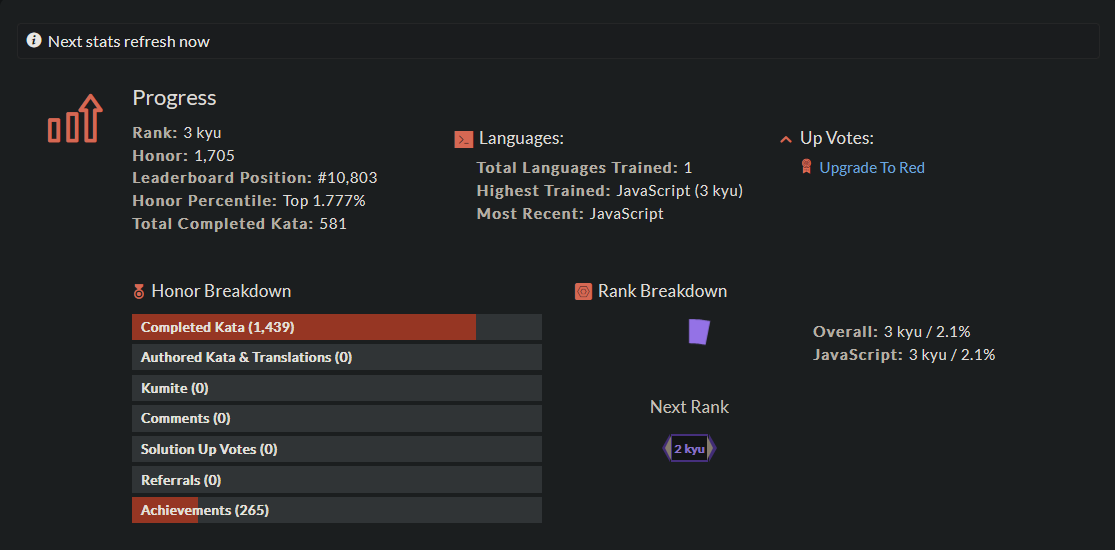 Next stats refresh now
Progress
Rank: 3 kyu
Honor: 1,705
Leaderboard Position: #10,803
Honor Percentile: Top 1.777%
Total Completed Kata: 581
Languages:
Total Languages Trained: 1
Highest Trained: JavaScript (3 kyu)
Most Recent: JavaScript
Up Votes:
Upgrade To Red
Honor Breakdown
Completed Kata (1,439)
Authored Kata & Translations (0)
Kumite (0)
Comments (0)
Solution Up Votes (0)
Referrals (0)
Achievements (265)
Rank Breakdown
Overall: 3 kyu / 2.1%
JavaScript: 3 kyu / 2.1%
Next Rank
2 kyu